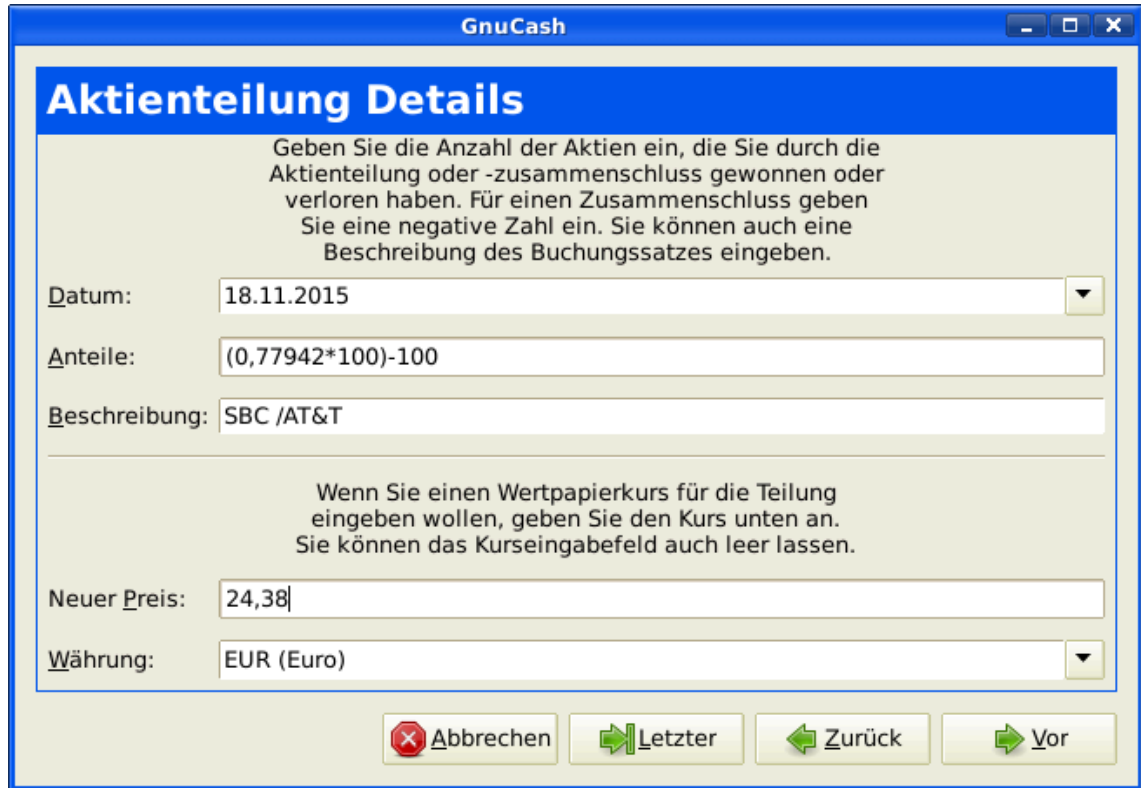 GnuCash
Aktienteilung Details
Geben Sie die Anzahl der Aktien ein, die Sie durch die
Aktienteilung oder -zusammenschluss gewonnen oder
verloren haben. Für einen Zusammenschluss geben
Sie eine negative Zahl ein. Sie können auch eine
Beschreibung des Buchungssatzes eingeben.
Datum: 18.11.2015
Anteile: (0,77942*100)-100
Beschreibung: SBC /AT&T
Wenn Sie einen Wertpapierkurs für die Teilung
eingeben wollen, geben Sie den Kurs unten an.
Sie können das Kurseingabefeld auch leer lassen.
Neuer Preis: 24,38
Währung: EUR (Euro)
Abbrechen Letzter Zurück Vor